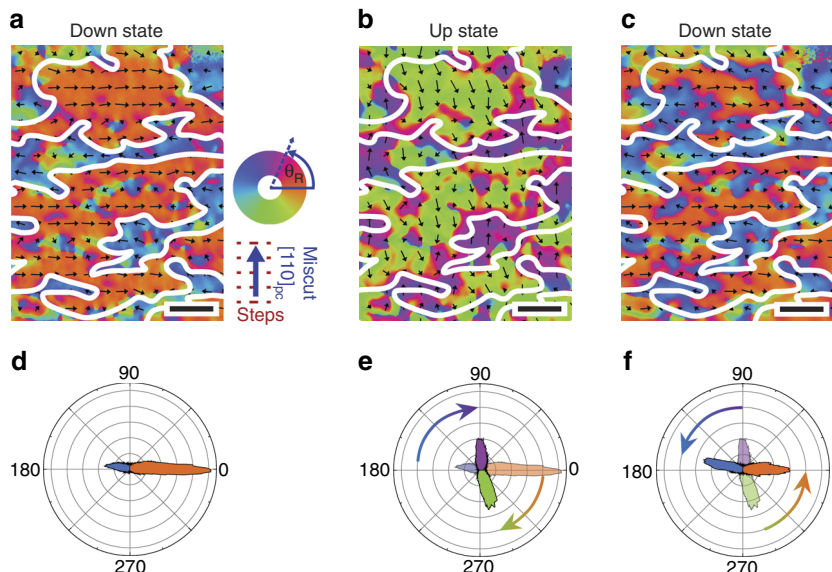 a
Down state
b
Up state
c
Down state
θR
Miscut
[110]pc
Steps
d
90
180
0
270
e
90
180
0
270
f
90
180
0
270